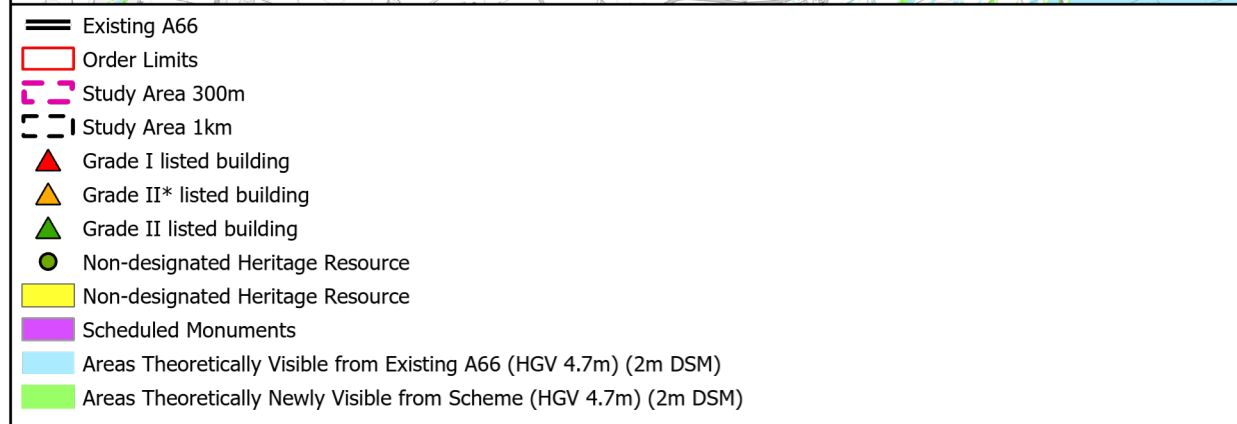 Existing A66
Order Limits
Study Area 300m
Study Area 1km
Grade I listed building
Grade II* listed building
Grade II listed building
Non-designated Heritage Resource
Non-designated Heritage Resource
Scheduled Monuments
Areas Theoretically Visible from Existing A66 (HGV 4.7m) (2m DSM)
Areas Theoretically Newly Visible from Scheme (HGV 4.7m) (2m DSM)